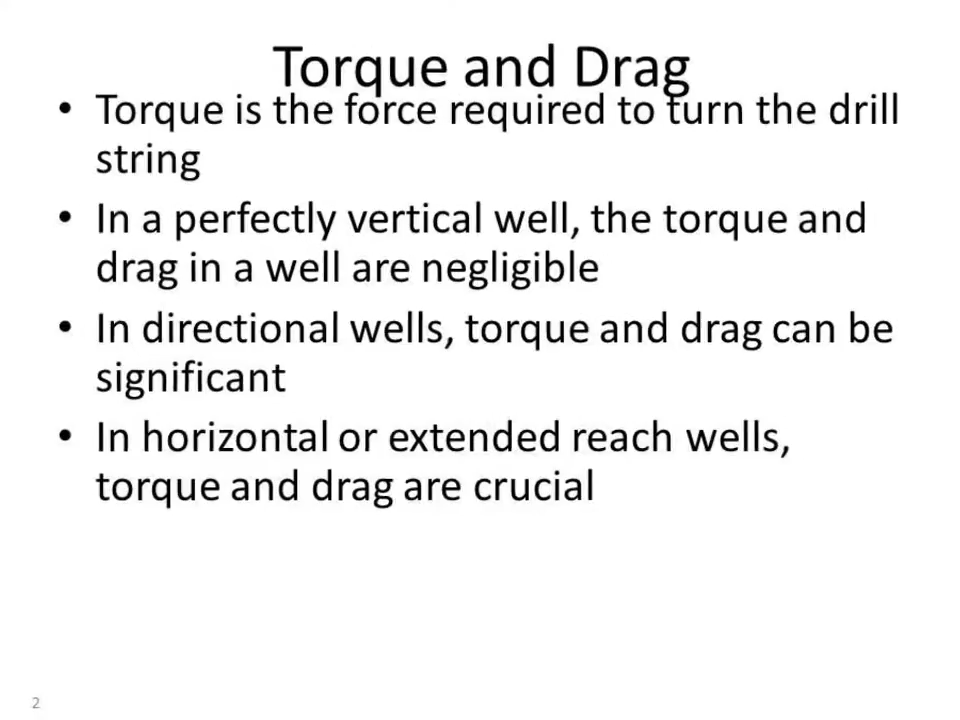 Torque and Drag
• Torque is the force required to turn the drill
string
• In a perfectly vertical well, the torque and
drag in a well are negligible
• In directional wells, torque and drag can be
significant
• In horizontal or extended reach wells,
torque and drag are crucial
2